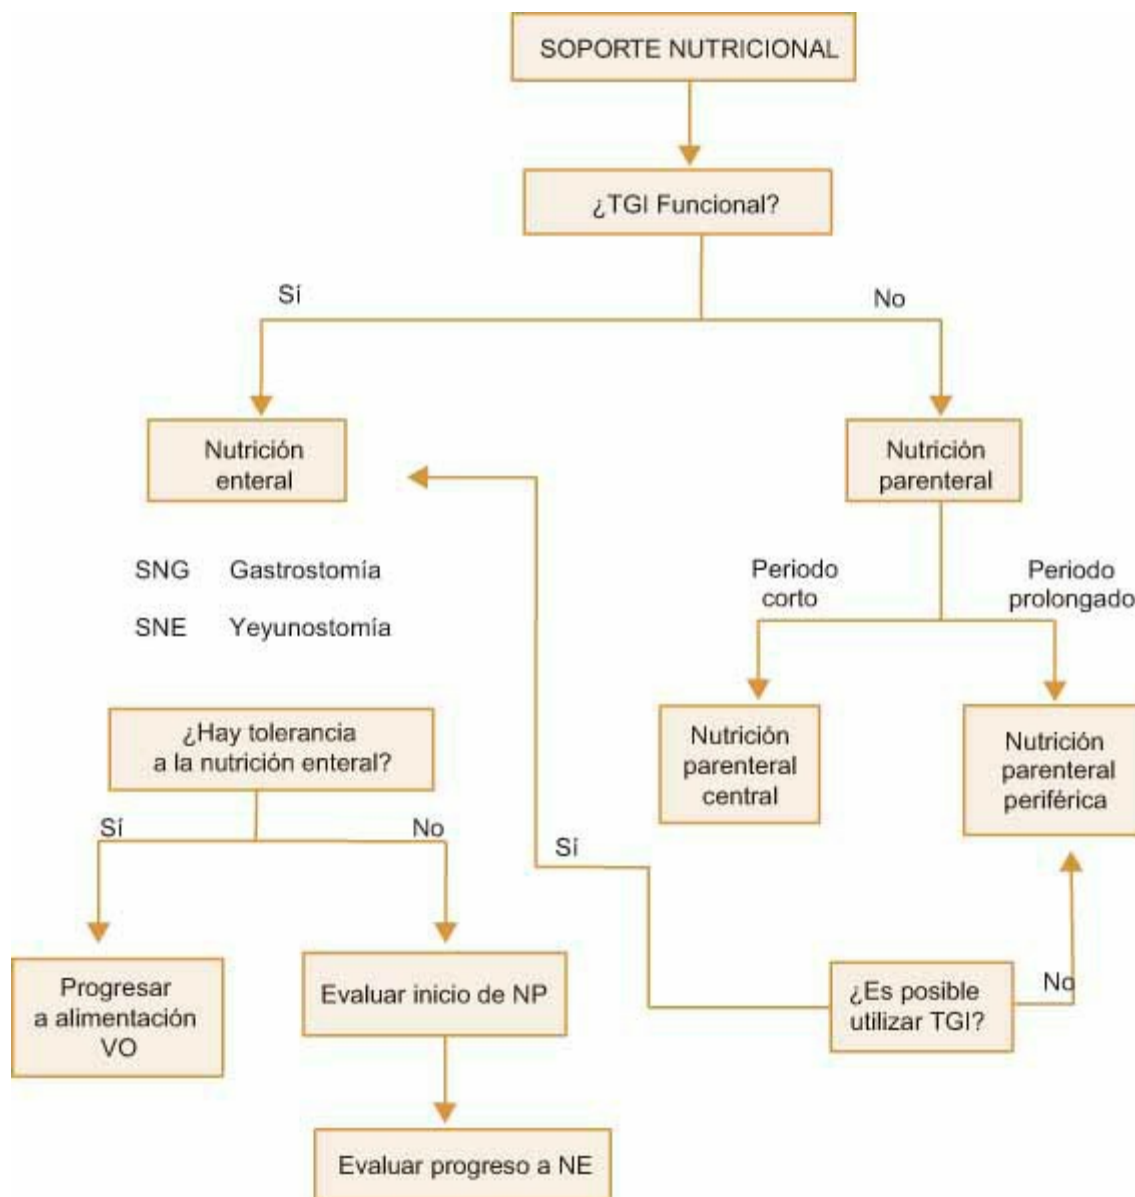 SOPORTE NUTRICIONAL
¿TGI Funcional?
Sí
No
Nutrición
enteral
Nutrición
parenteral
SNG Gastrostomía
SNE Yeyunostomía
Periodo
corto
Periodo
prolongado
¿Hay tolerancia
a la nutrición enteral?
Nutrición
parenteral
central
Nutrición
parenteral
periférica
Sí
No
Sí
Progresar
a alimentación
VO
Evaluar inicio de NP
¿Es posible
utilizar TGI?
No
Evaluar progreso a NE